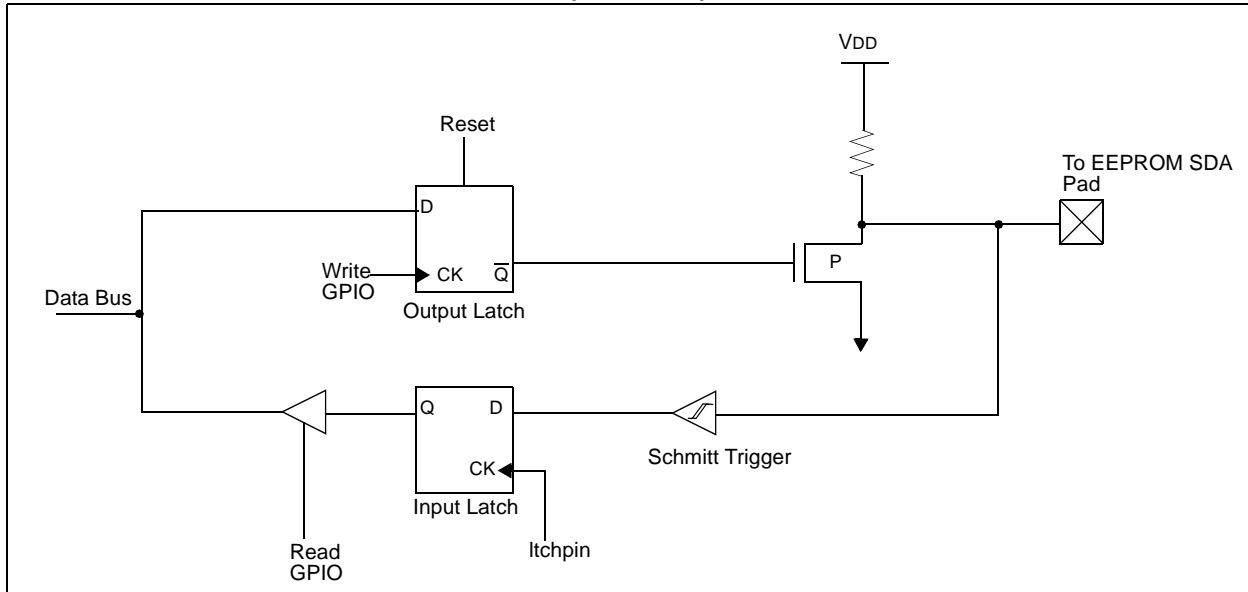 VDD
Reset
To EEPROM SDA
Pad
D
P
Write
GPIO
CK
Q
Data Bus
Output Latch
Q
D
Schmitt Trigger
CK
Input Latch
ltchpin
Read
GPIO